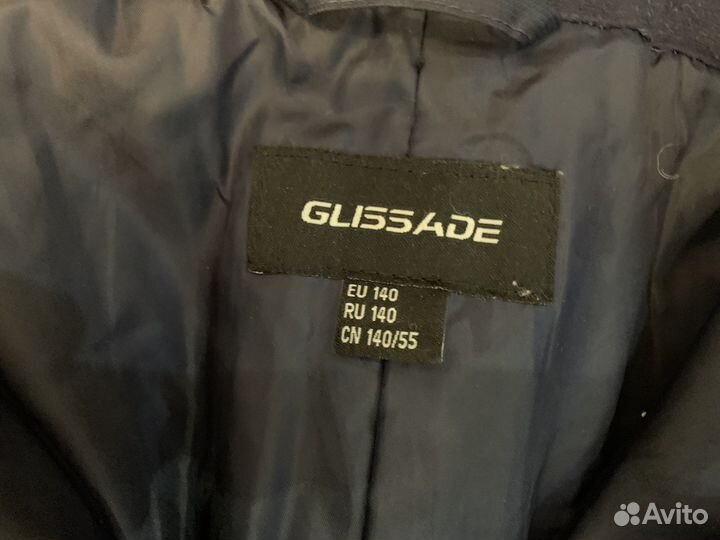 GLISSADE
EU 140
RU 140
CN 140/55
Avito